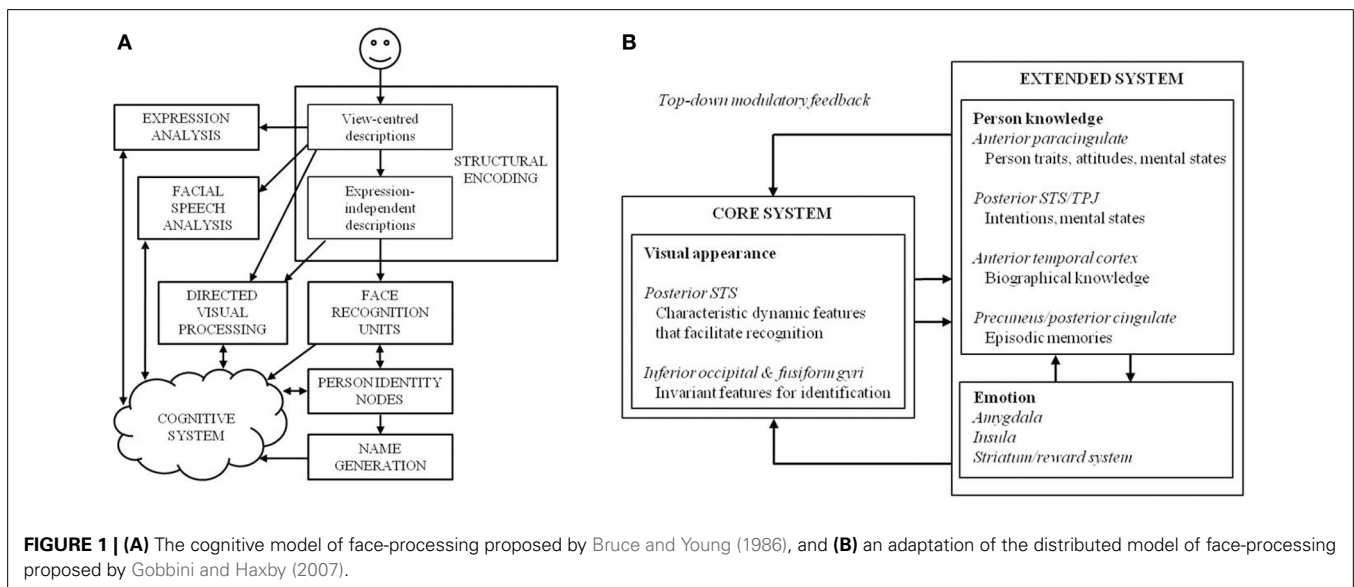 A
EXPRESSION
ANALYSIS
View-centred
descriptions
STRUCTURAL
ENCODING
FACIAL
SPEECH
ANALYSIS
Expression-
independent
descriptions
DIRECTED
VISUAL
PROCESSING
FACE
RECOGNITION
UNITS
PERSON IDENTITY
NODES
COGNITIVE
SYSTEM
NAME
GENERATION
B
Top-down modulatory feedback
CORE SYSTEM
Visual appearance
Posterior STS
Characteristic dynamic features
that facilitate recognition
Inferior occipital & fusiform gyri
Invariant features for identification
EXTENDED SYSTEM
Person knowledge
Anterior paracingulate
Person traits, attitudes, mental states
Posterior STS/TPJ
Intentions, mental states
Anterior temporal cortex
Biographical knowledge
Precuneus/posterior cingulate
Episodic memories
Emotion
Amygdala
Insula
Striatum/reward system
FIGURE 1 | (A) The cognitive model of face-processing proposed by Bruce and Young (1986), and (B) an adaptation of the distributed model of face-processing
proposed by Gobbini and Haxby (2007).